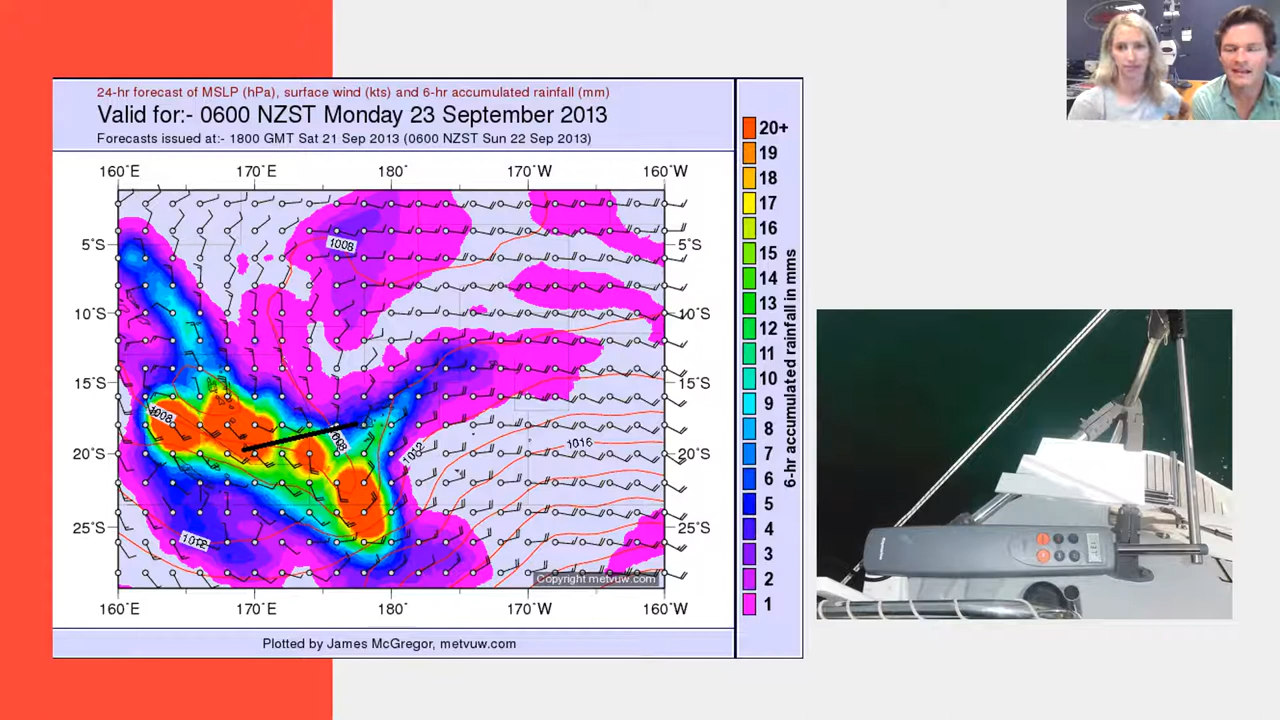 24-hr forecast of MSLP (hPa), surface wind (kts) and 6-hr accumulated rainfall (mm)
Valid for:- 0600 NZST Monday 23 September 2013
Forecasts issued at:- 1800 GMT Sat 21 Sep 2013 (0600 NZST Sun 22 Sep 2013)
160°E 170°E 180° 170°W 160°W
5°S 5°S
10°S 10°S
15°S 15°S
20°S 20°S
25°S 25°S
1008
1008
1008
1012
1016
1012
Copyright metvuw.com
160°E 170°E 180° 170°W 160°W
Plotted by James McGregor, metvuw.com
20+
19
18
17
16
15
14
13
12
11
10
9
8
7
6
5
4
3
2
1
6-hr accumulated rainfall in mms